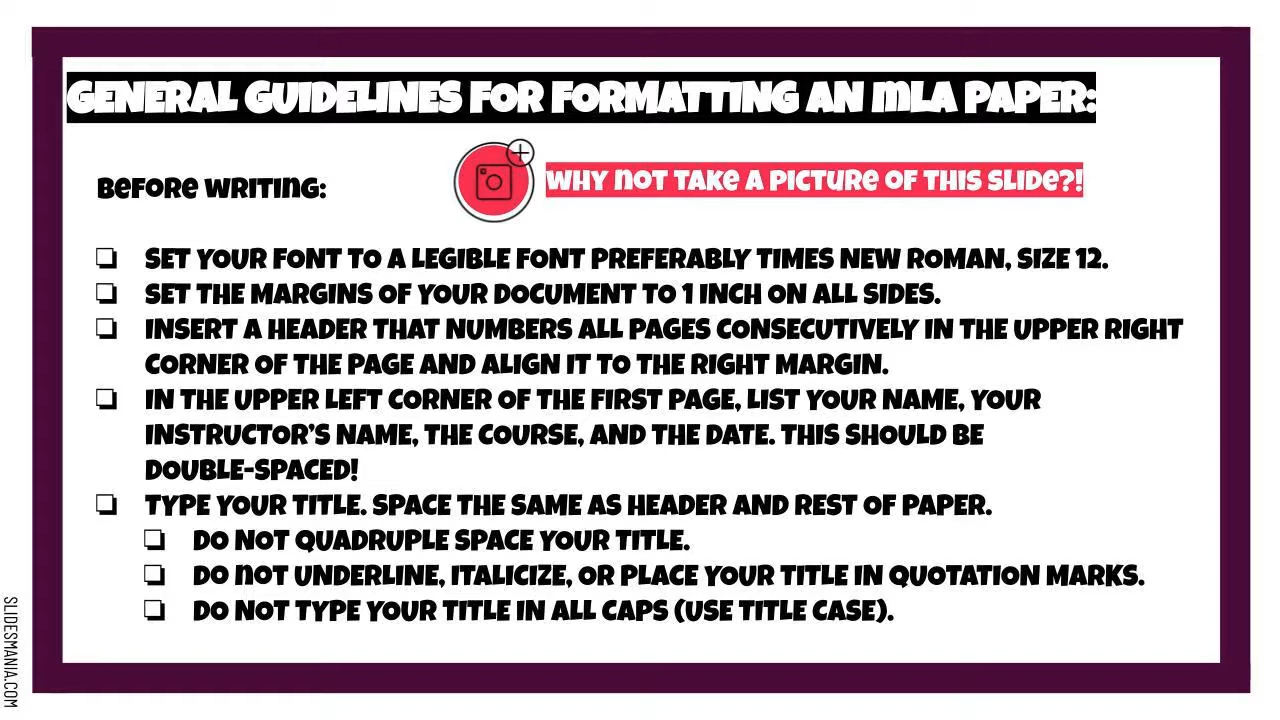 GENERAL GUIDELINES FOR FORMATTING AN MLA PAPER:
BEFORE WRITING:
WHY NOT TAKE A PICTURE OF THIS SLIDE?!
❏ SET YOUR FONT TO A LEGIBLE FONT PREFERABLY TIMES NEW ROMAN, SIZE 12.
❏ SET THE MARGINS OF YOUR DOCUMENT TO 1 INCH ON ALL SIDES.
❏ INSERT A HEADER THAT NUMBERS ALL PAGES CONSECUTIVELY IN THE UPPER RIGHT
CORNER OF THE PAGE AND ALIGN IT TO THE RIGHT MARGIN.
❏ IN THE UPPER LEFT CORNER OF THE FIRST PAGE, LIST YOUR NAME, YOUR
INSTRUCTOR’S NAME, THE COURSE, AND THE DATE. THIS SHOULD BE
DOUBLE-SPACED!
❏ TYPE YOUR TITLE. SPACE THE SAME AS HEADER AND REST OF PAPER.
❏ DO NOT QUADRUPLE SPACE YOUR TITLE.
❏ DO NOT UNDERLINE, ITALICIZE, OR PLACE YOUR TITLE IN QUOTATION MARKS.
❏ DO NOT TYPE YOUR TITLE IN ALL CAPS (USE TITLE CASE).
SLIDESMANIA.COM